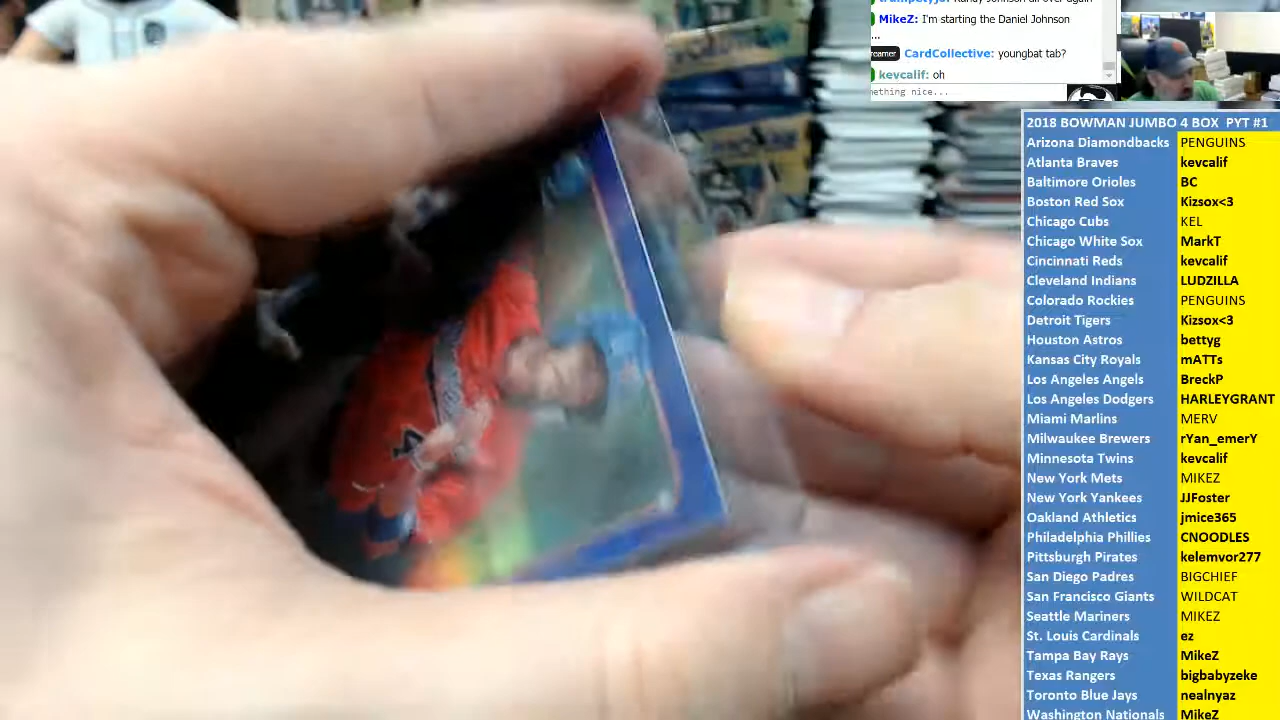 MikeZ: I'm starting the Daniel Johnson
...
CardCollective: youngbat tab?
kevcalif: oh
nething nice...
2018 BOWMAN JUMBO 4 BOX PYT #1
Arizona Diamondbacks PENGUINS
Atlanta Braves kevcalif
Baltimore Orioles BC
Boston Red Sox Kizsox<3
Chicago Cubs KEL
Chicago White Sox MarkT
Cincinnati Reds kevcalif
Cleveland Indians LUDZILLA
Colorado Rockies PENGUINS
Detroit Tigers Kizsox<3
Houston Astros bettyg
Kansas City Royals mATTs
Los Angeles Angels BreckP
Los Angeles Dodgers HARLEYGRANT
Miami Marlins MERV
Milwaukee Brewers rYan_emerY
Minnesota Twins kevcalif
New York Mets MIKEZ
New York Yankees JJFoster
Oakland Athletics jmice365
Philadelphia Phillies CNOODLES
Pittsburgh Pirates kelemvor277
San Diego Padres BIGCHIEF
San Francisco Giants WILDCAT
Seattle Mariners MIKEZ
St. Louis Cardinals ez
Tampa Bay Rays MikeZ
Texas Rangers bigbabyzeke
Toronto Blue Jays nealnyaz
Washington Nationals MikeZ